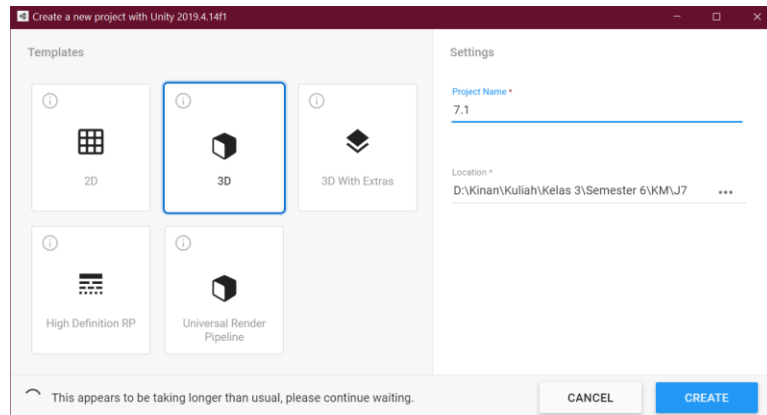 Create a new project with Unity 2019.4.14f1
Templates
Settings
2D
3D
3D With Extras
High Definition RP
Universal Render
Pipeline
Project Name *
7.1
Location *
D:\Kinan\Kuliah\Kelas 3\Semester 6\KM\J7
This appears to be taking longer than usual, please continue waiting.
CANCEL
CREATE